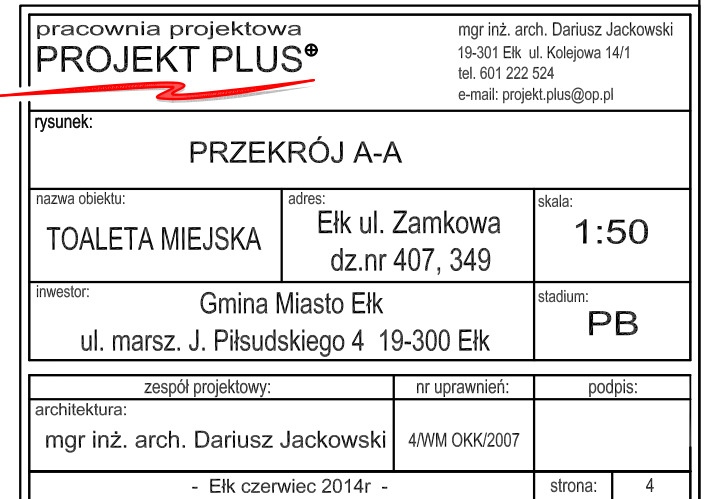 pracownia projektowa
PROJEKT PLUS⊕
mgr inż. arch. Dariusz Jackowski
19-301 Ełk ul. Kolejowa 14/1
tel. 601 222 524
e-mail: projekt.plus@op.pl
rysunek:
PRZEKRÓJ A-A
nazwa obiektu:
TOALETA MIEJSKA
adres:
Ełk ul. Zamkowa
dz.nr 407, 349
skala:
1:50
inwestor:
Gmina Miasto Ełk
ul. marsz. J. Piłsudskiego 4 19-300 Ełk
stadium:
PB
zespół projektowy: nr uprawnień: podpis:
architektura:
mgr inż. arch. Dariusz Jackowski 4/WM OKK/2007
- Ełk czerwiec 2014r - strona: 4